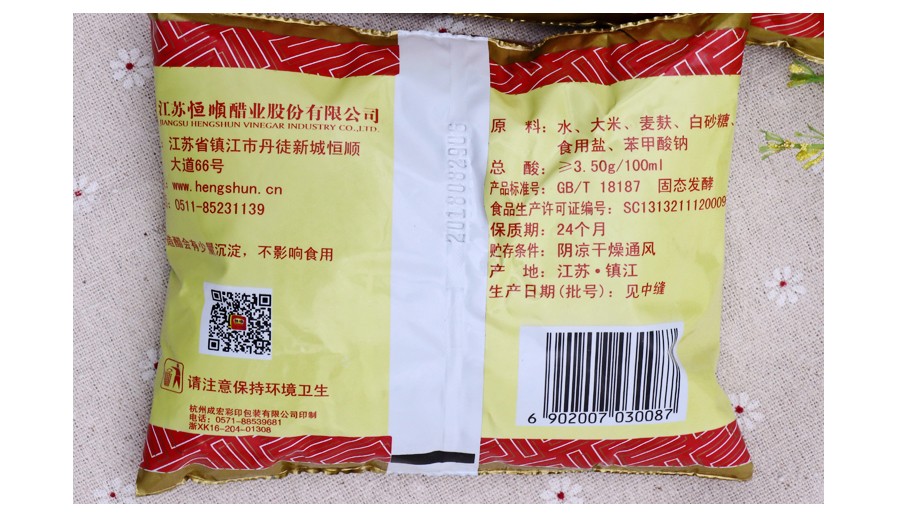 江苏恒顺醋业股份有限公司
JIANGSU HENGSHUN VINEGAR INDUSTRY CO.,LTD.
江苏省镇江市丹徒新城恒顺
大道66号
: www.hengshun.cn
: 0511-85231139
造醋会有少量沉淀，不影响食用
请注意保持环境卫生
杭州成宏彩印包装有限公司印制
电话：0571-88539681
浙XK16-204-01308
20180829
原 料：水、大米、麦麸、白砂糖、
食用盐、苯甲酸钠
总 酸：≥3.50g/100ml
产品标准号：GB/T 18187 固态发酵
食品生产许可证编号：SC1313211120009
保质期：24个月
贮存条件：阴凉干燥通风
产 地：江苏·镇江
生产日期(批号)：见中缝
6 902007 030087